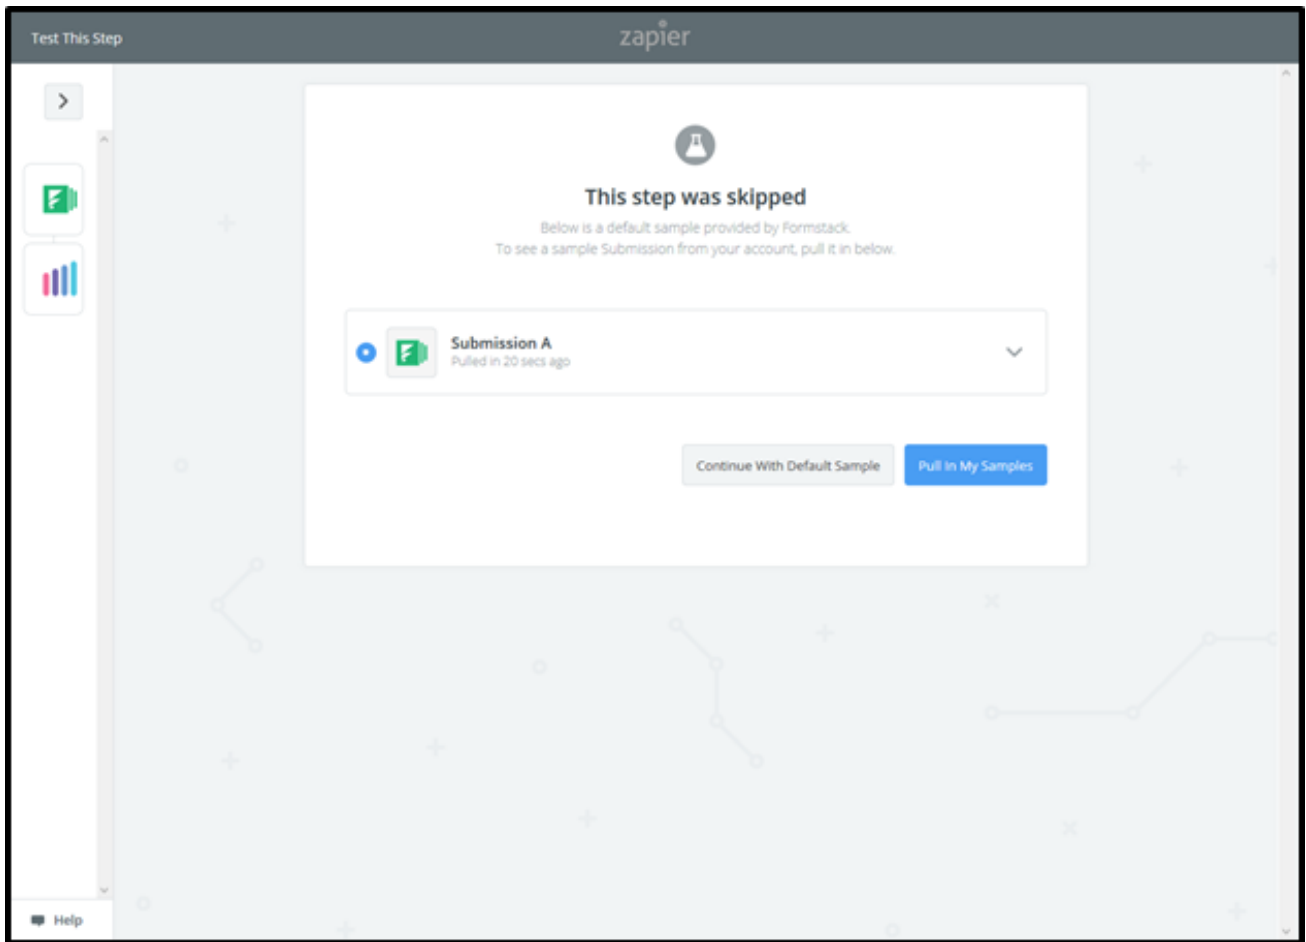 Test This Step
zapier
This step was skipped
Below is a default sample provided by Formstack.
To see a sample Submission from your account, pull it in below.
Submission A
Pulled in 20 secs ago
Continue With Default Sample
Pull In My Samples
Help